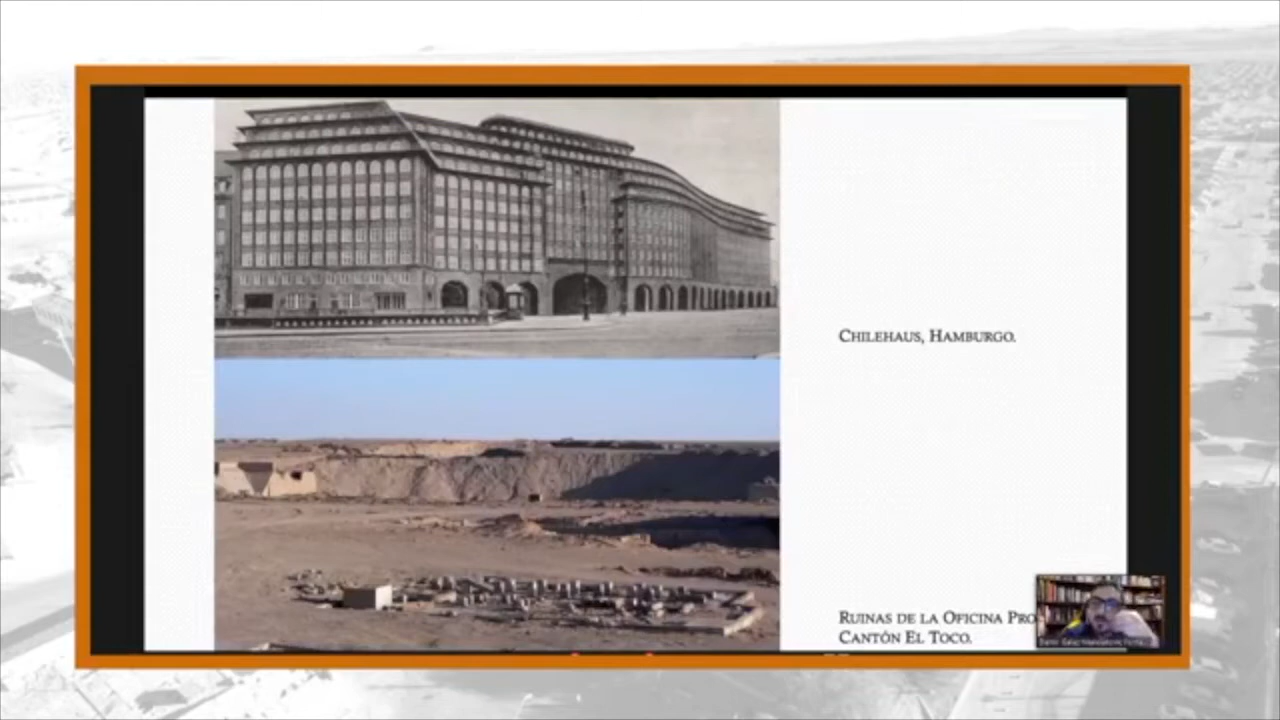 Chilehaus, Hamburgo.
Ruinas de la Oficina Pro
Cantón El Toco.